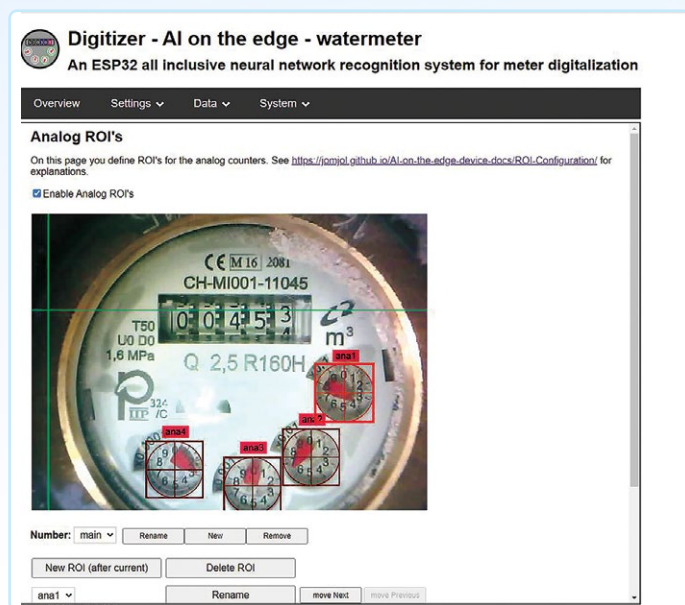 Digitizer - AI on the edge - watermeter
An ESP32 all inclusive neural network recognition system for meter digitalization
Overview Settings Data System
Analog ROI's
On this page you define ROI's for the analog counters. See https://jomjol.github.io/AI-on-the-edge-device-docs/ROI-Configuration/ for
explanations.
Enable Analog ROI's
CE M 16 2081
CH-MI001-11045
0 0 4 5 3
4
m³
T50
U0 D0
1,6 MPa
Q 2,5 R160H
ana1
324
IIP /C
ana4
ana3
Number: main Rename New Remove
New ROI (after current) Delete ROI
ana1 Rename move Next move Previous